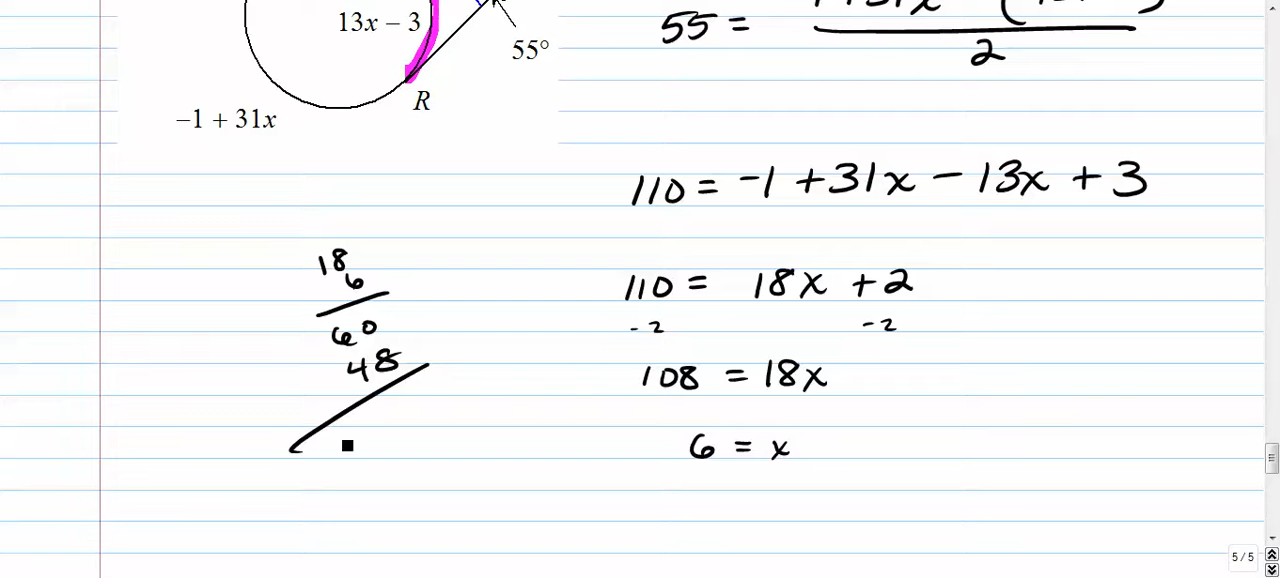 13x – 3
55°
R
–1 + 31x
55 =
2
110 = -1 + 31x - 13x + 3
110 = 18x + 2
-2 -2
108 = 18x
6 = x
18
6
60
48
5 / 5